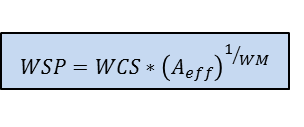 WSP = WCS * (A_eff)^1/WM